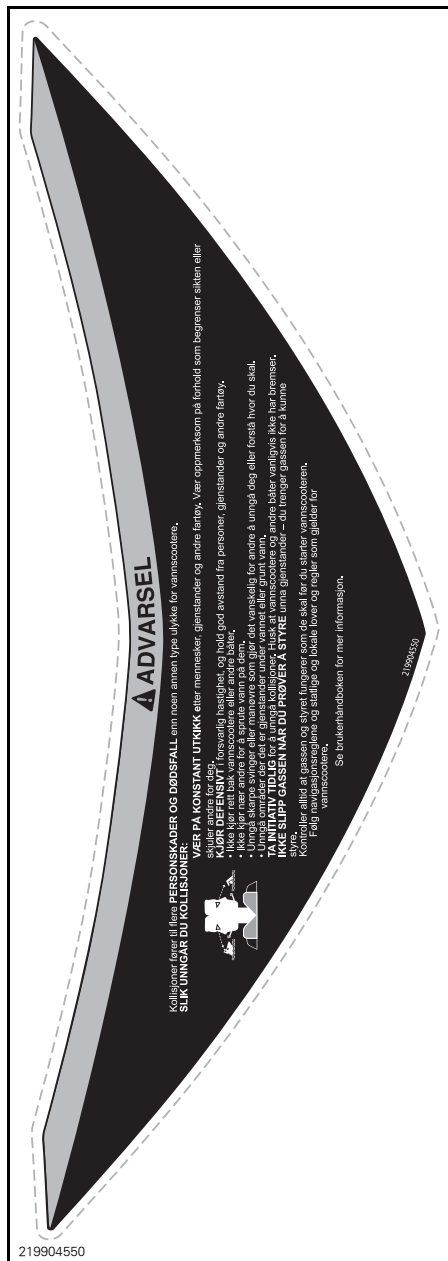 ⚠ ADVARSEL
Kollisjoner fører til flere PERSONSKADER OG DØDSFALL enn noen annen type ulykke for vannscootere.
SLIK UNNGÅR DU KOLLISJONER:
VÆR PÅ KONSTANT UTKIKK etter mennesker, gjenstander og andre fartøy. Vær oppmerksom på forhold som begrenser sikten eller
skjuler andre for deg.
KJØR DEFENSIVT i forsvarlig hastighet, og hold god avstand fra personer, gjenstander og andre fartøy.
• Ikke kjør rett bak vannscootere eller andre båter.
• Ikke kjør nær andre for å sprute vann på dem.
• Unngå skarpe svinger eller manøvre som gjør det vanskelig for andre å unngå deg eller forstå hvor du skal.
• Unngå områder der det er gjenstander under vannet eller grunt vann.
TA INITIATIV TIDLIG for å unngå kollisjoner. Husk at vannscootere og andre båter vanligvis ikke har bremser.
IKKE SLIPP GASSEN NÅR DU PRØVER Å STYRE unna gjenstander – du trenger gassen for å kunne
styre.
Kontroller alltid at gassen og styret fungerer som de skal før du starter vannscooteren.
Følg navigasjonsreglene og statlige og lokale lover og regler som gjelder for
vannscootere.
Se brukerhåndboken for mer informasjon.
219904550
219904550